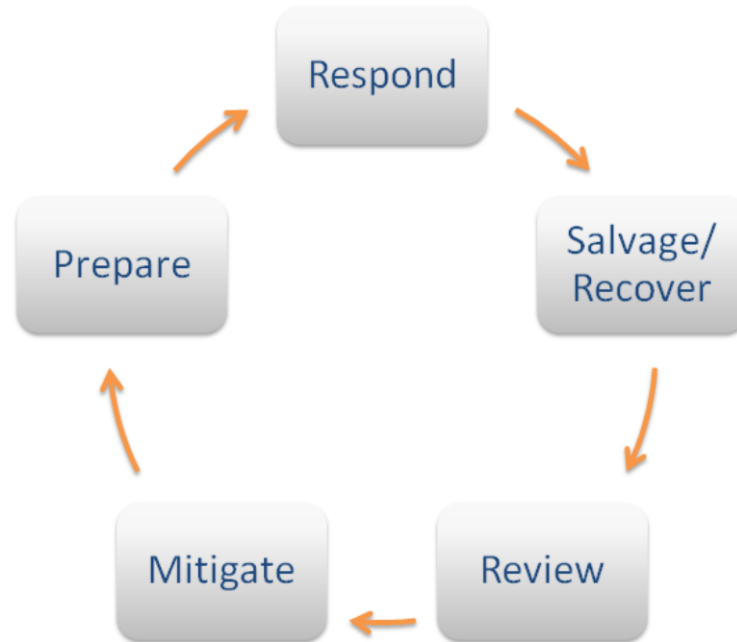 Respond
Salvage/
Recover
Review
Mitigate
Prepare